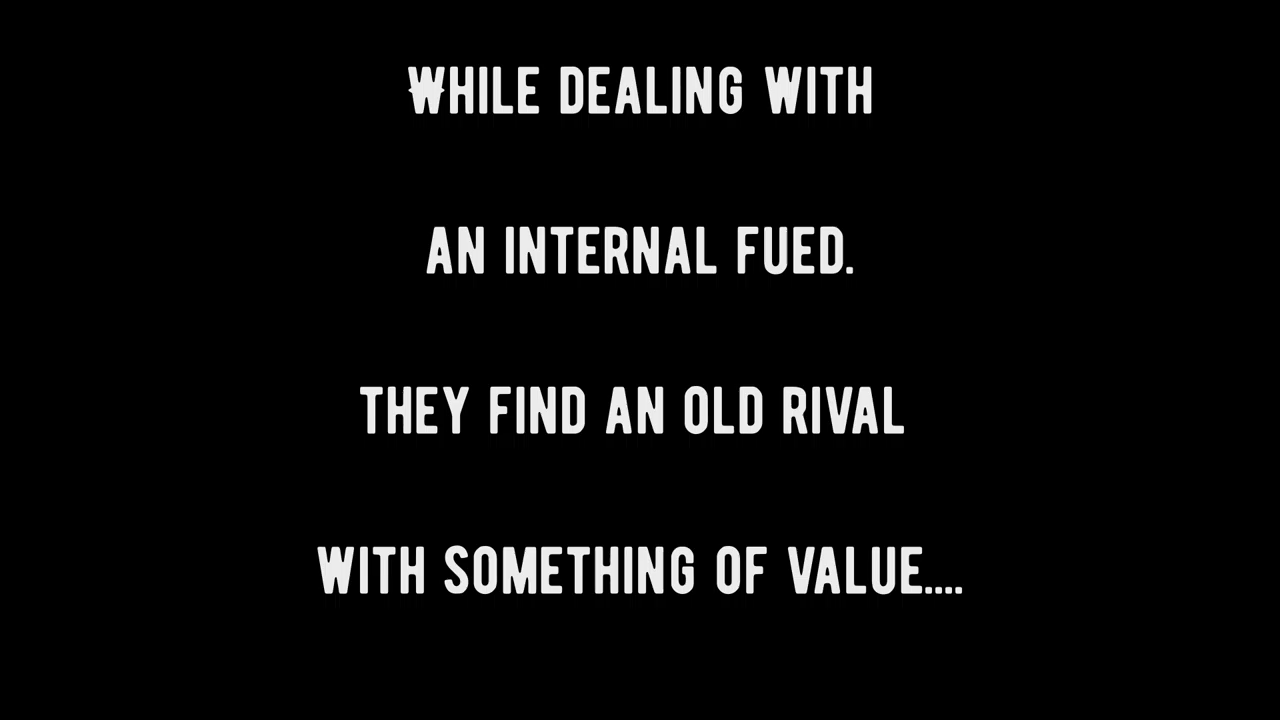 WHILE DEALING WITH
AN INTERNAL FUED.
THEY FIND AN OLD RIVAL
WITH SOMETHING OF VALUE....